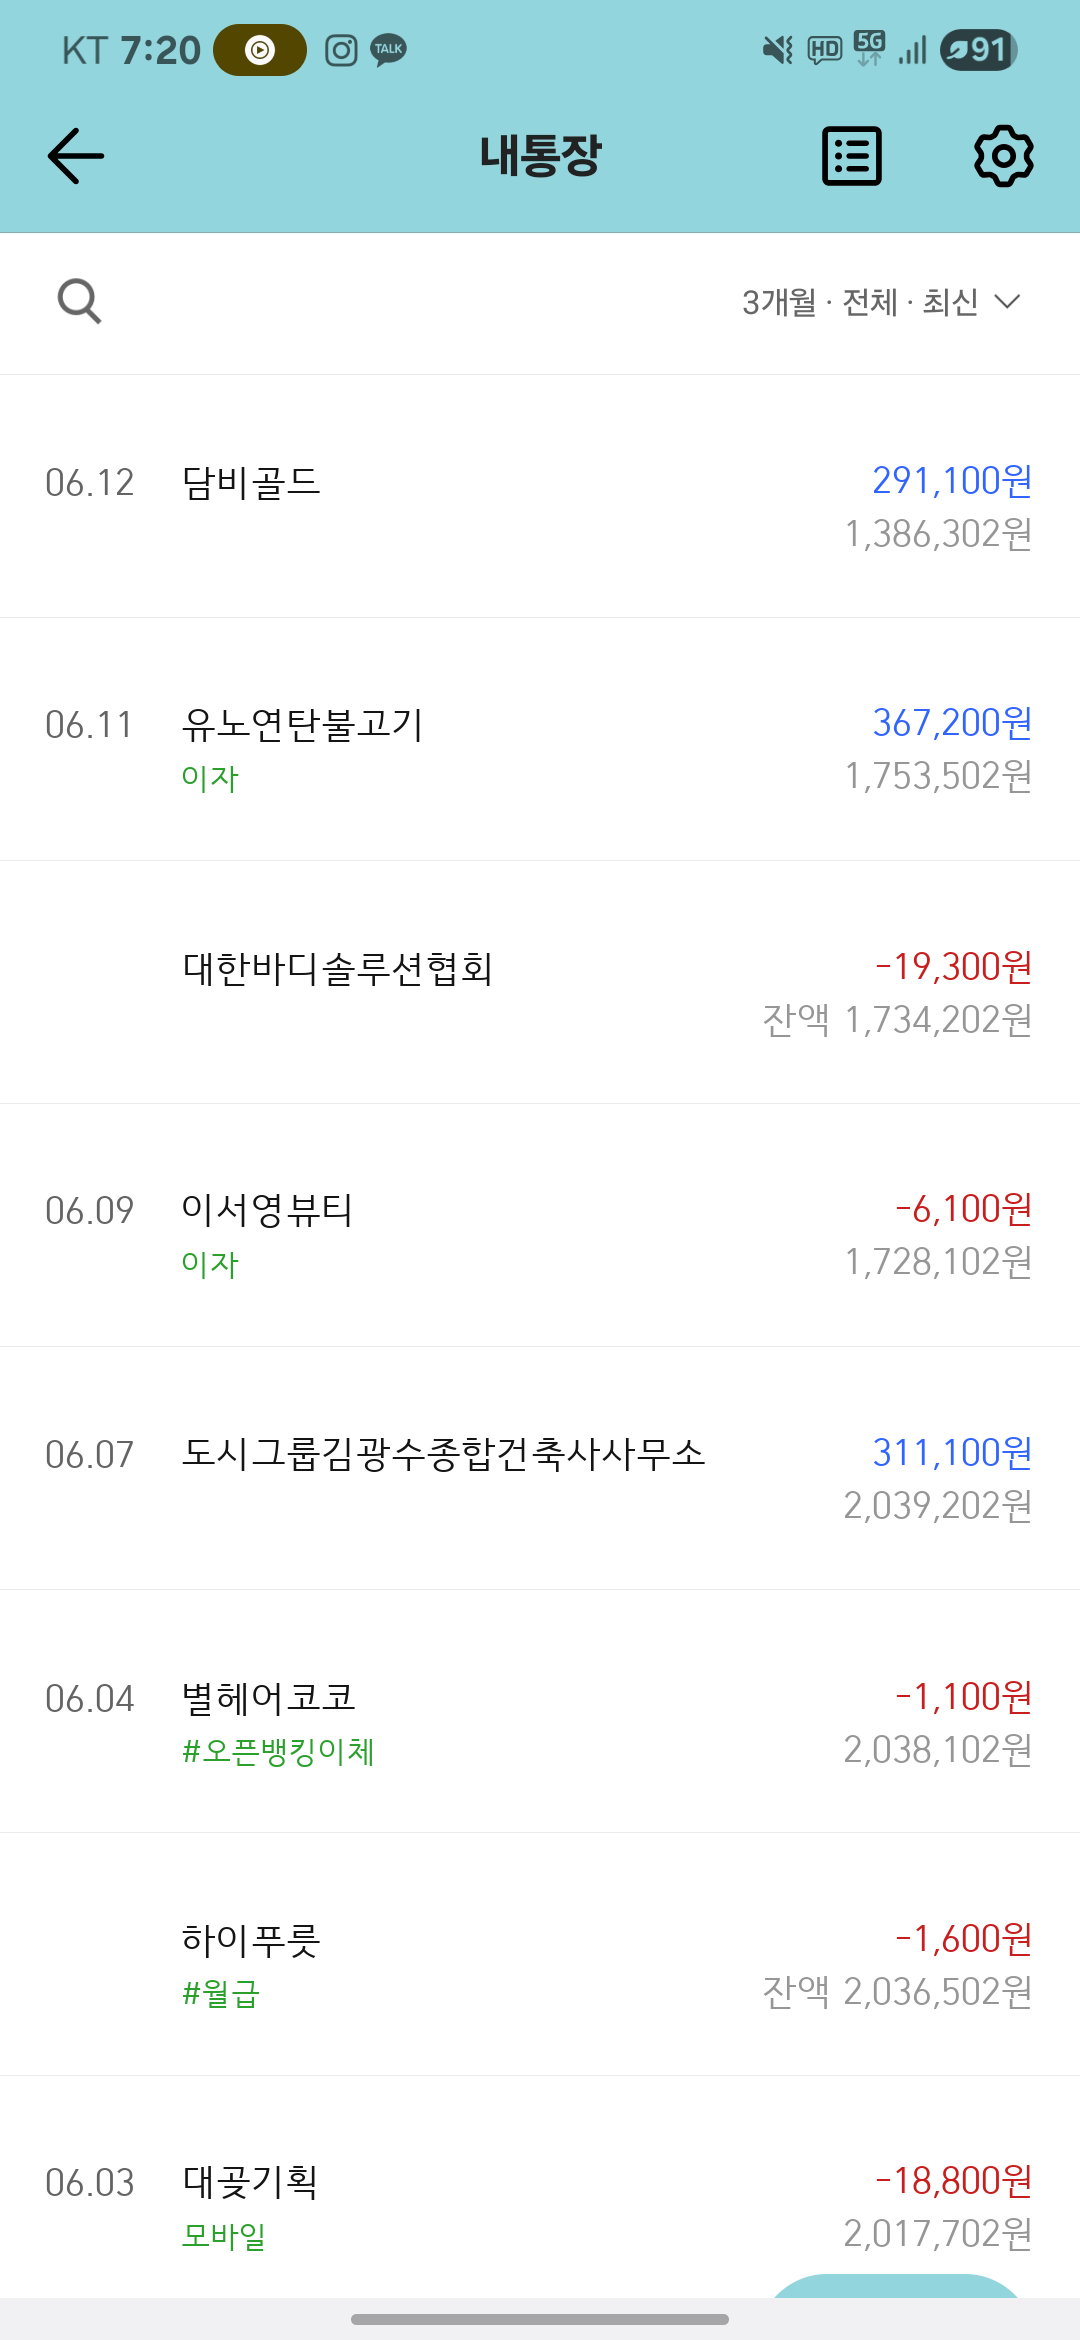 KT 7:20 TALK HD 5G 91
내통장
3개월 · 전체 · 최신
06.12 담비골드 291,100원
1,386,302원
06.11 유노연탄불고기 367,200원
이자 1,753,502원
대한바디솔루션협회 -19,300원
잔액 1,734,202원
06.09 이서영뷰티 -6,100원
이자 1,728,102원
06.07 도시그룹김광수종합건축사사무소 311,100원
2,039,202원
06.04 별헤어코코 -1,100원
#오픈뱅킹이체 2,038,102원
하이푸릇 -1,600원
#월급 잔액 2,036,502원
06.03 대곶기획 -18,800원
모바일 2,017,702원